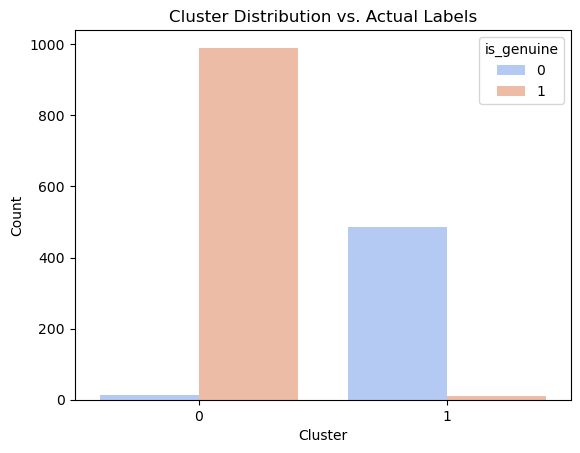 Cluster Distribution vs. Actual Labels
is_genuine
0
1
1000
800
600
400
200
0
Count
0 1
Cluster